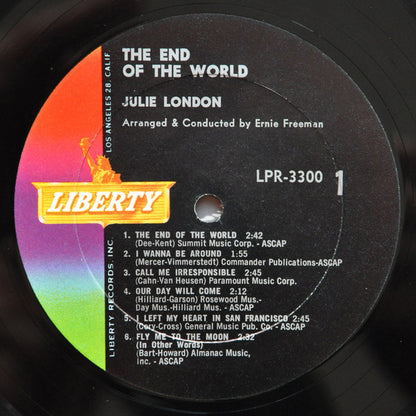 THE END
OF THE WORLD
JULIE LONDON
Arranged & Conducted by Ernie Freeman
LPR-3300 1
LOS ANGELES 28, CALIF.
LIBERTY
LIBERTY RECORDS, INC.
1. THE END OF THE WORLD 2:42
(Dee-Kent) Summit Music Corp. - ASCAP
2. I WANNA BE AROUND 1:55
(Mercer-Vimmerstedt) Commander Publications-ASCAP
3. CALL ME IRRESPONSIBLE 2:45
(Cahn-Van Heusen) Paramount Music Corp.
4. OUR DAY WILL COME 2:12
(Hilliard-Garson) Rosewood Mus.-
Day Mus.-Hilliard Mus. - ASCAP
5. I LEFT MY HEART IN SAN FRANCISCO 2:45
(Cory-Cross) General Music Pub. Co. - ASCAP
6. FLY ME TO THE MOON 2:32
(In Other Words)
(Bart-Howard) Almanac Music,
Inc. - ASCAP